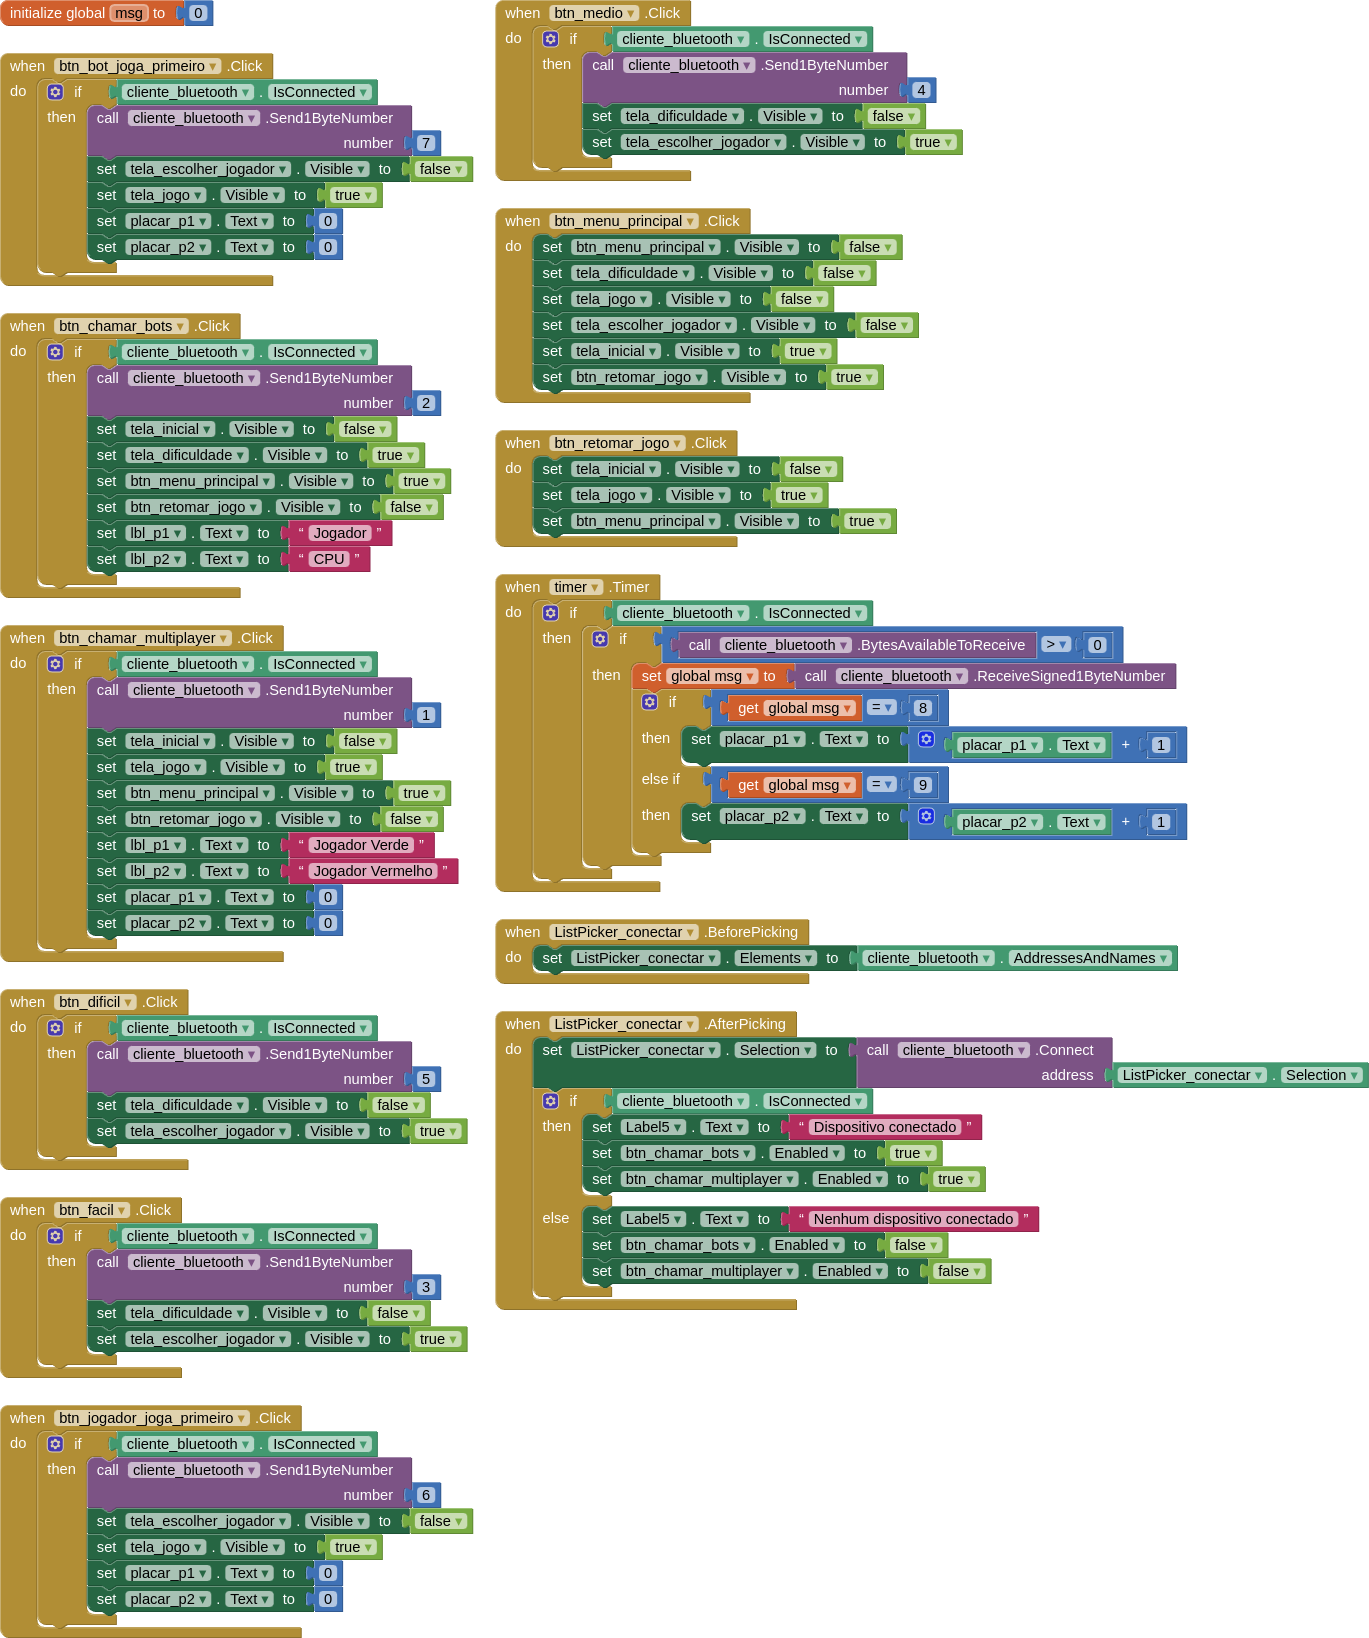 initialize global msg to 0
when btn_bot_joga_primeiro .Click
do if cliente_bluetooth . IsConnected
then call cliente_bluetooth .Send1ByteNumber
number 7
set tela_escolher_jogador . Visible to false
set tela_jogo . Visible to true
set placar_p1 . Text to 0
set placar_p2 . Text to 0
when btn_chamar_bots .Click
do if cliente_bluetooth . IsConnected
then call cliente_bluetooth .Send1ByteNumber
number 2
set tela_inicial . Visible to false
set tela_dificuldade . Visible to true
set btn_menu_principal . Visible to true
set btn_retomar_jogo . Visible to false
set lbl_p1 . Text to “ Jogador ”
set lbl_p2 . Text to “ CPU ”
when btn_chamar_multiplayer .Click
do if cliente_bluetooth . IsConnected
then call cliente_bluetooth .Send1ByteNumber
number 1
set tela_inicial . Visible to false
set tela_jogo . Visible to true
set btn_menu_principal . Visible to true
set btn_retomar_jogo . Visible to false
set lbl_p1 . Text to “ Jogador Verde ”
set lbl_p2 . Text to “ Jogador Vermelho ”
set placar_p1 . Text to 0
set placar_p2 . Text to 0
when btn_dificil .Click
do if cliente_bluetooth . IsConnected
then call cliente_bluetooth .Send1ByteNumber
number 5
set tela_dificuldade . Visible to false
set tela_escolher_jogador . Visible to true
when btn_facil .Click
do if cliente_bluetooth . IsConnected
then call cliente_bluetooth .Send1ByteNumber
number 3
set tela_dificuldade . Visible to false
set tela_escolher_jogador . Visible to true
when btn_jogador_joga_primeiro .Click
do if cliente_bluetooth . IsConnected
then call cliente_bluetooth .Send1ByteNumber
number 6
set tela_escolher_jogador . Visible to false
set tela_jogo . Visible to true
set placar_p1 . Text to 0
set placar_p2 . Text to 0
when btn_medio .Click
do if cliente_bluetooth . IsConnected
then call cliente_bluetooth .Send1ByteNumber
number 4
set tela_dificuldade . Visible to false
set tela_escolher_jogador . Visible to true
when btn_menu_principal .Click
do set btn_menu_principal . Visible to false
set tela_dificuldade . Visible to false
set tela_jogo . Visible to false
set tela_escolher_jogador . Visible to false
set tela_inicial . Visible to true
set btn_retomar_jogo . Visible to true
when btn_retomar_jogo .Click
do set tela_inicial . Visible to false
set tela_jogo . Visible to true
set btn_menu_principal . Visible to true
when timer .Timer
do if cliente_bluetooth . IsConnected
then if call cliente_bluetooth .BytesAvailableToReceive > 0
then set global msg to call cliente_bluetooth .ReceiveSigned1ByteNumber
if get global msg = 8
then set placar_p1 . Text to placar_p1 . Text + 1
else if get global msg = 9
then set placar_p2 . Text to placar_p2 . Text + 1
when ListPicker_conectar .BeforePicking
do set ListPicker_conectar . Elements to cliente_bluetooth . AddressesAndNames
when ListPicker_conectar .AfterPicking
do set ListPicker_conectar . Selection to call cliente_bluetooth .Connect
address ListPicker_conectar . Selection
if cliente_bluetooth . IsConnected
then set Label5 . Text to “ Dispositivo conectado ”
set btn_chamar_bots . Enabled to true
set btn_chamar_multiplayer . Enabled to true
else set Label5 . Text to “ Nenhum dispositivo conectado ”
set btn_chamar_bots . Enabled to false
set btn_chamar_multiplayer . Enabled to false